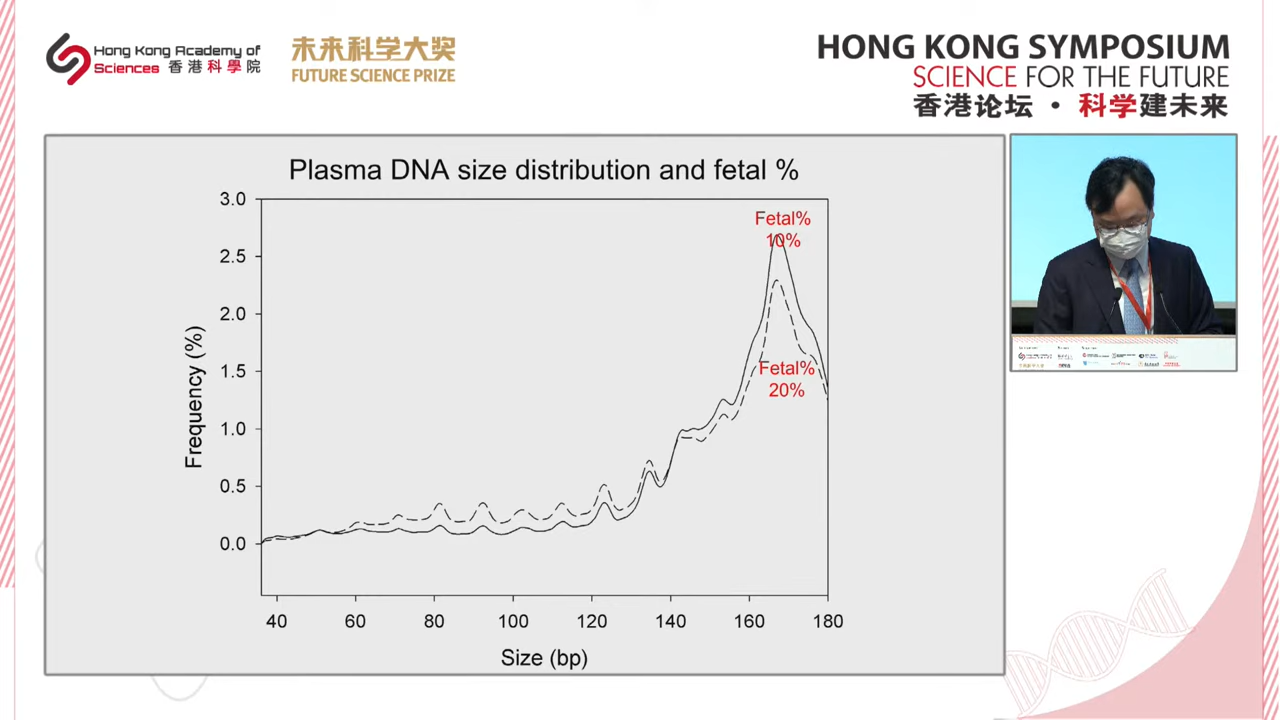 Hong Kong Academy of
Sciences 香港科學院
未来科学大奖
FUTURE SCIENCE PRIZE
HONG KONG SYMPOSIUM
SCIENCE FOR THE FUTURE
香港论坛 · 科学建未来
Plasma DNA size distribution and fetal %
3.0
2.5
2.0
1.5
1.0
0.5
0.0
Frequency (%)
Fetal%
10%
Fetal%
20%
40 60 80 100 120 140 160 180
Size (bp)